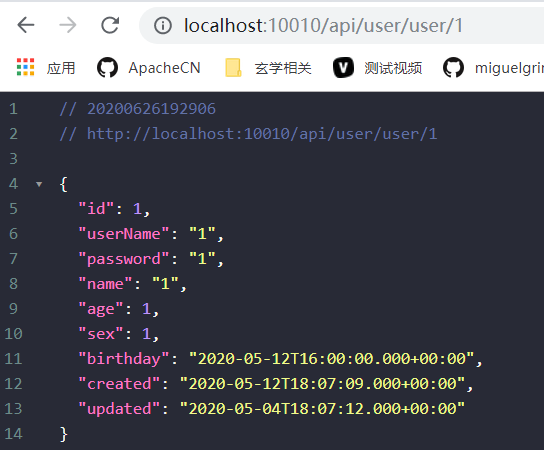 localhost:10010/api/user/user/1
应用 ApacheCN 玄学相关 测试视频 miguelgrin
1 // 20200626192906
2 // http://localhost:10010/api/user/user/1
3
4 {
5 "id": 1,
6 "userName": "1",
7 "password": "1",
8 "name": "1",
9 "age": 1,
10 "sex": 1,
11 "birthday": "2020-05-12T16:00:00.000+00:00",
12 "created": "2020-05-12T18:07:09.000+00:00",
13 "updated": "2020-05-04T18:07:12.000+00:00"
14 }